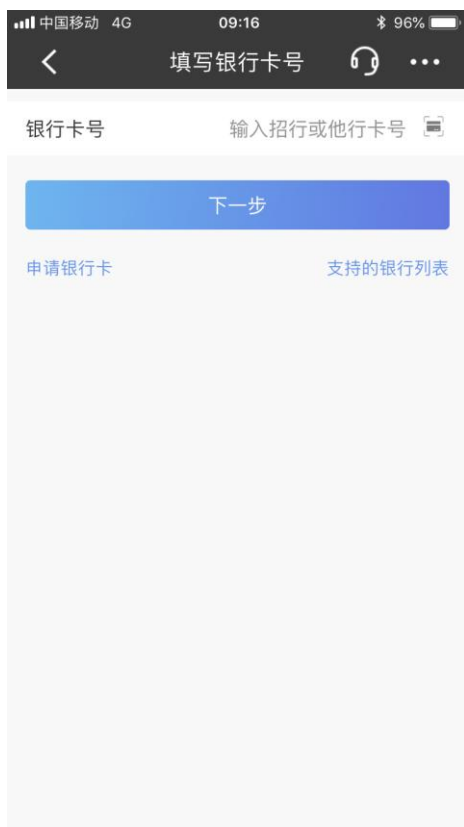 中国移动 4G 09:16 96%
填写银行卡号
银行卡号 输入招行或他行卡号
下一步
申请银行卡 支持的银行列表